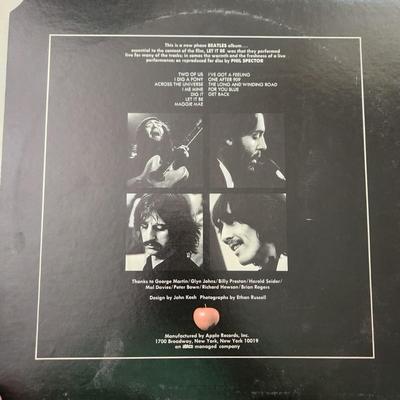 This is a new phase BEATLES album....
essential to the content of the film, LET IT BE was that they performed
live for many of the tracks; in comes the warmth and the freshness of a live
performance; as reproduced for disc by PHIL SPECTOR
TWO OF US
I DIG A PONY
ACROSS THE UNIVERSE
I ME MINE
DIG IT
LET IT BE
MAGGIE MAE
I'VE GOT A FEELING
ONE AFTER 909
THE LONG AND WINDING ROAD
FOR YOU BLUE
GET BACK
Thanks to George Martin/Glyn Johns/Billy Preston/Harold Seider/
Mal Davies/Peter Bown/Richard Hewson/Brian Rogers
Design by John Kosh Photographs by Ethan Russell
Manufactured by Apple Records, Inc.
1700 Broadway, New York, New York 10019
an abkco managed company